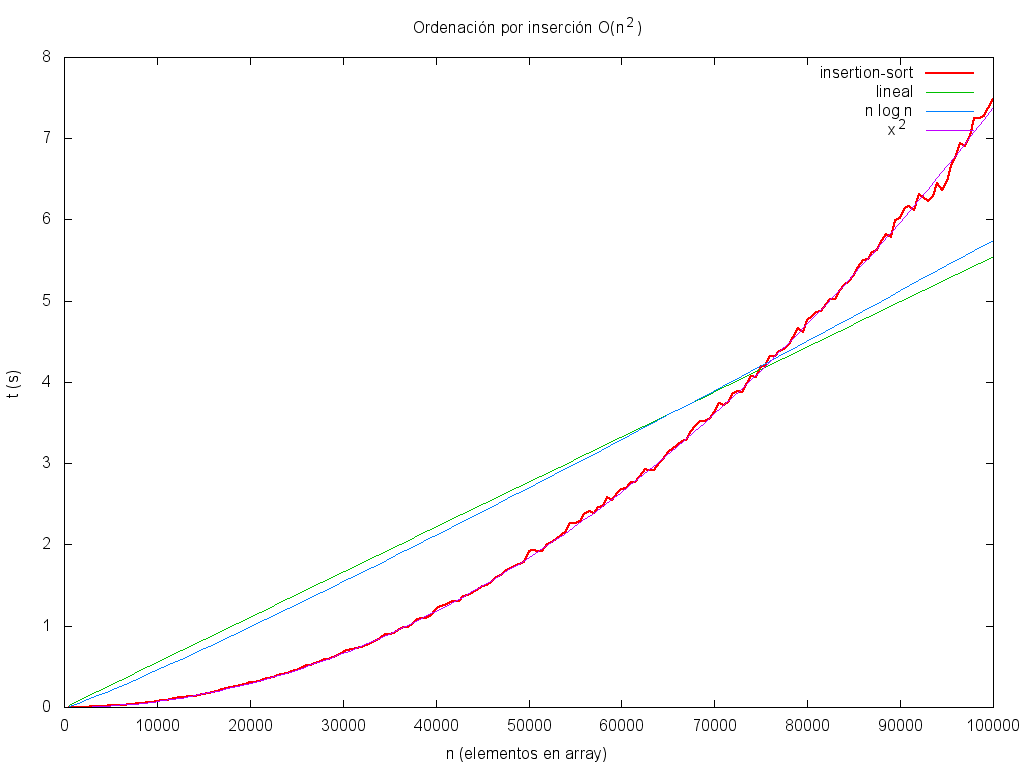 Ordenación por inserción O(n²)
8
7
6
5
4
3
2
1
0
t (s)
insertion-sort
lineal
n log n
x²
0 10000 20000 30000 40000 50000 60000 70000 80000 90000 100000
n (elementos en array)